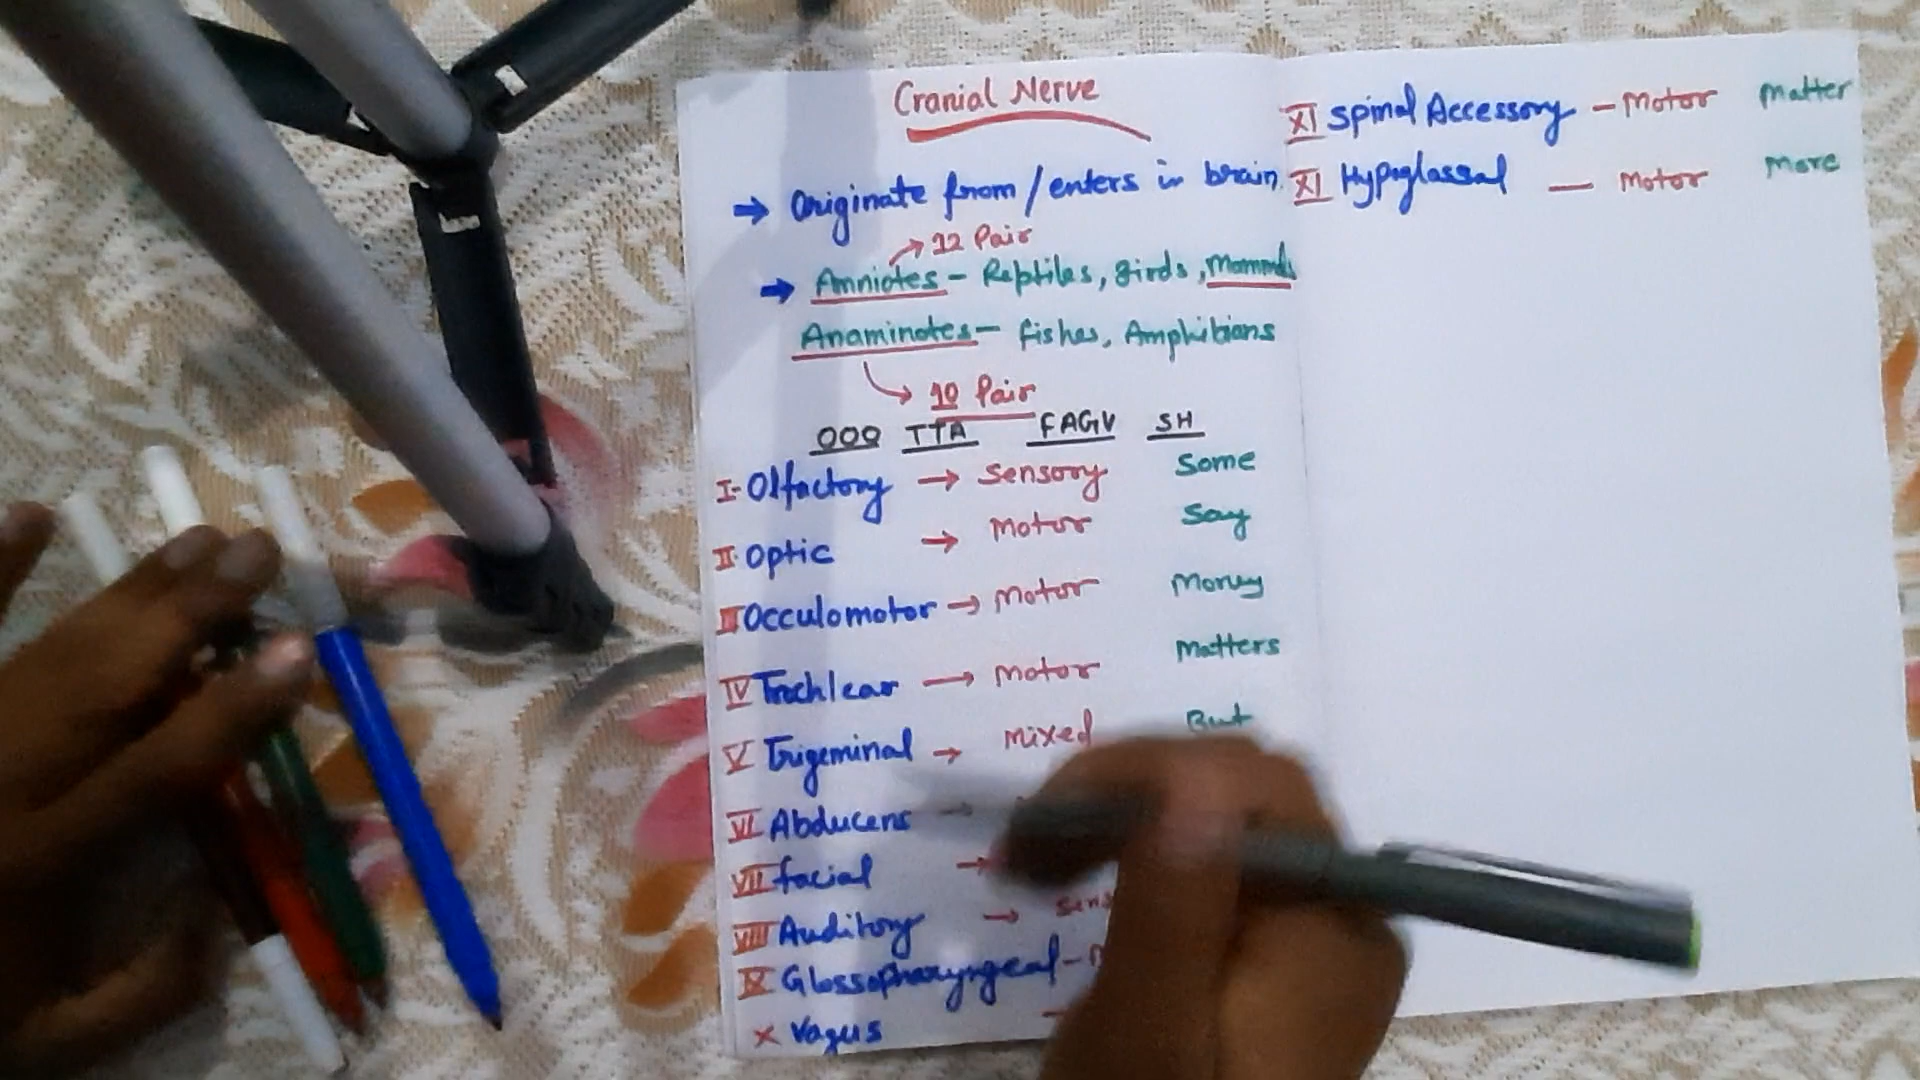 Cranial Nerve
→ Originate from / enters in brain.
→ 12 Pair
→ Amniotes - Reptiles, Birds, Mammals
Anaminotes - fishes, Amphibians
→ 10 Pair
OOO TTA FAGV SH
I- Olfactory → Sensory Some
II- Optic → Motor Say
III Occulomotor → Motor Money
IV Trochlear → Motor Matters
V Trigeminal → Mixed But
VI Abducens →
VII facial →
VIII Auditory →
IX Glossopharyngeal -
X Vagus
XI Spinal Accessory - Motor Matter
XI Hypoglassal - Motor More